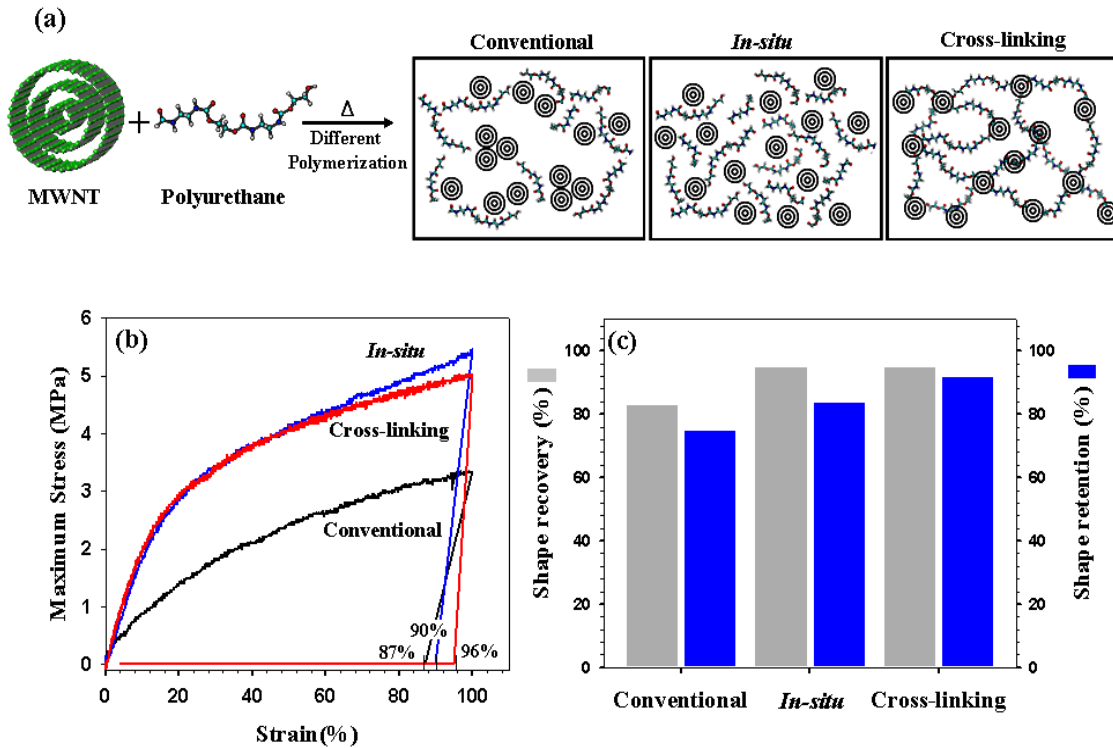 (a)
Conventional
In-situ
Cross-linking
+
Δ
Different
Polymerization
MWNT
Polyurethane
(b)
Maximum Stress (MPa)
6
5
4
3
2
1
0
In-situ
Cross-linking
Conventional
90%
87%
96%
0
20
40
60
80
100
Strain(%)
(c)
Shape recovery (%)
100
80
60
40
20
0
100
80
60
40
20
0
Shape retention (%)
Conventional
In-situ
Cross-linking